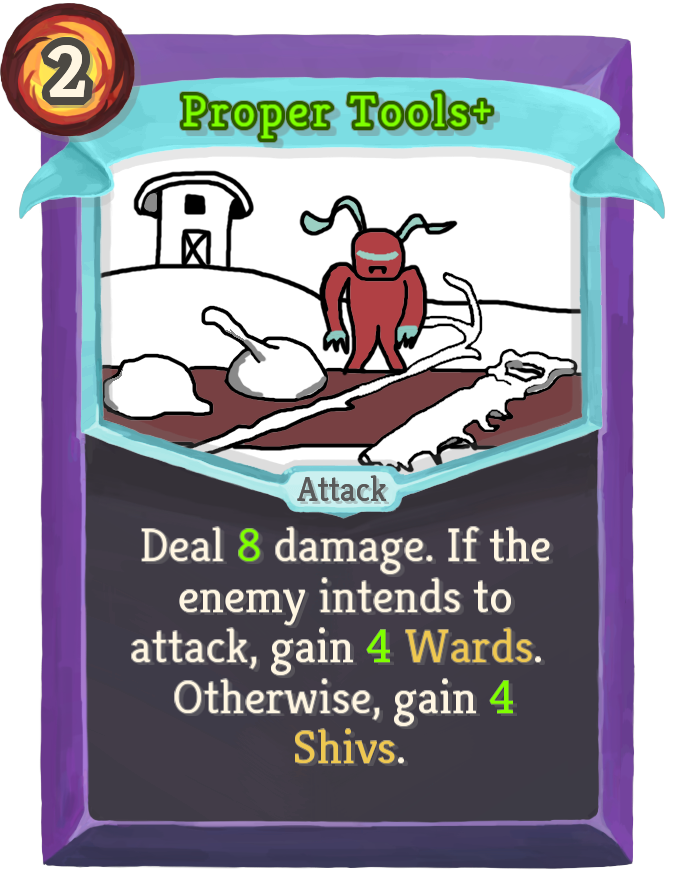 2
Proper Tools+
Attack
Deal 8 damage. If the
enemy intends to
attack, gain 4 Wards.
Otherwise, gain 4
Shivs.